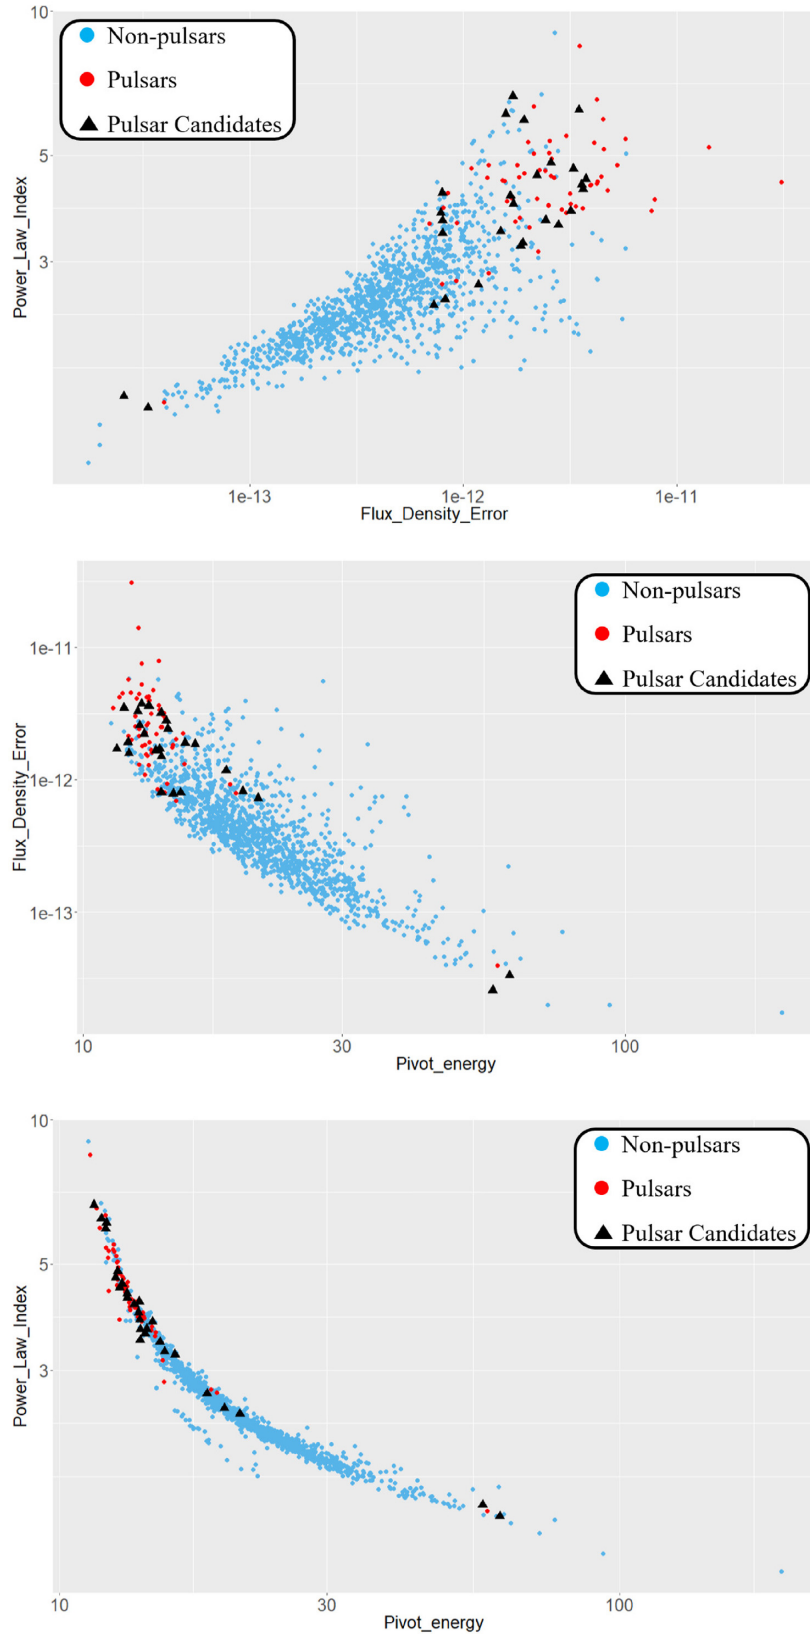 10
Non-pulsars
Pulsars
Pulsar Candidates
5
3
Power_Law_Index
1e-13
1e-12
1e-11
Flux_Density_Error
Non-pulsars
Pulsars
Pulsar Candidates
1e-11
1e-12
1e-13
Flux_Density_Error
10
30
100
Pivot_energy
10
Non-pulsars
Pulsars
Pulsar Candidates
5
3
Power_Law_Index
10
30
100
Pivot_energy